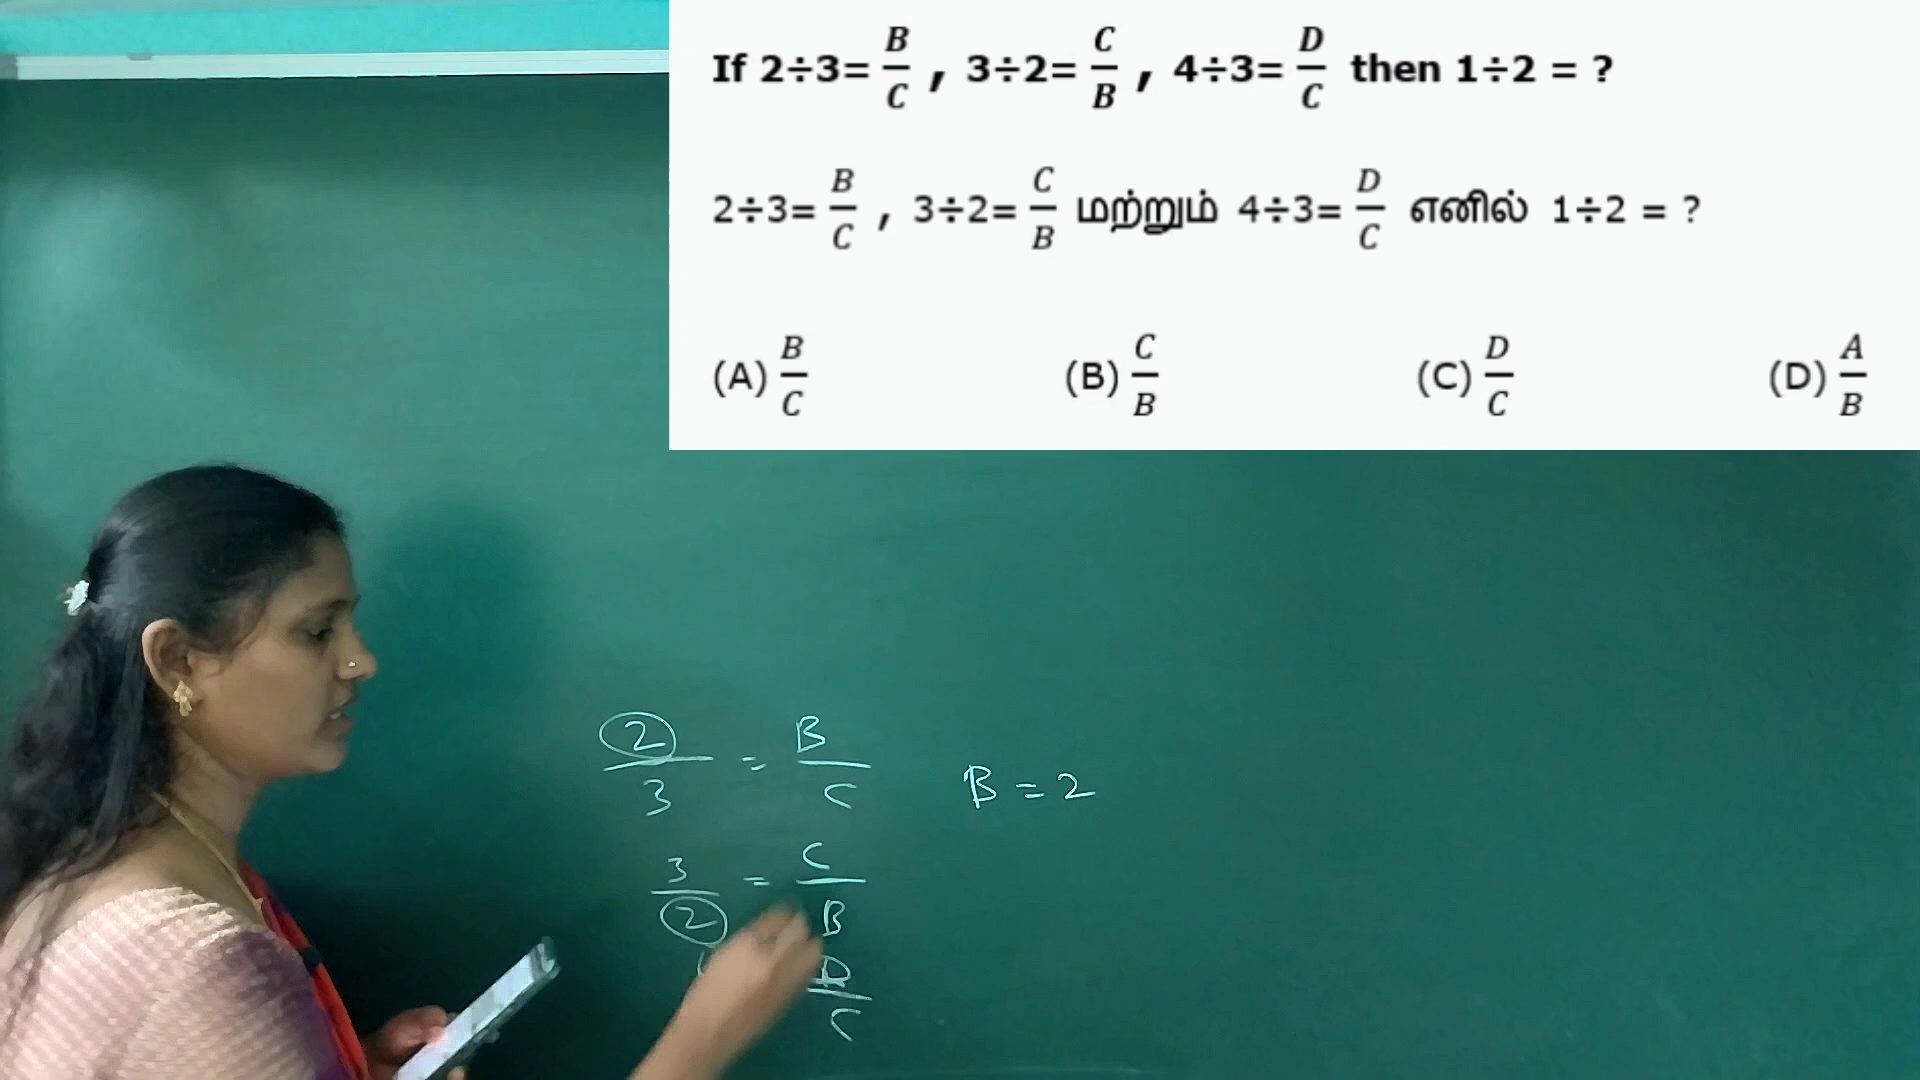 If 2÷3= B/C , 3÷2= C/B , 4÷3= D/C then 1÷2 = ?
2÷3= B/C , 3÷2= C/B மற்றும் 4÷3= D/C எனில் 1÷2 = ?
(A) B/C (B) C/B (C) D/C (D) A/B
2/3 = B/C B = 2
3/2 = C/B
D/C